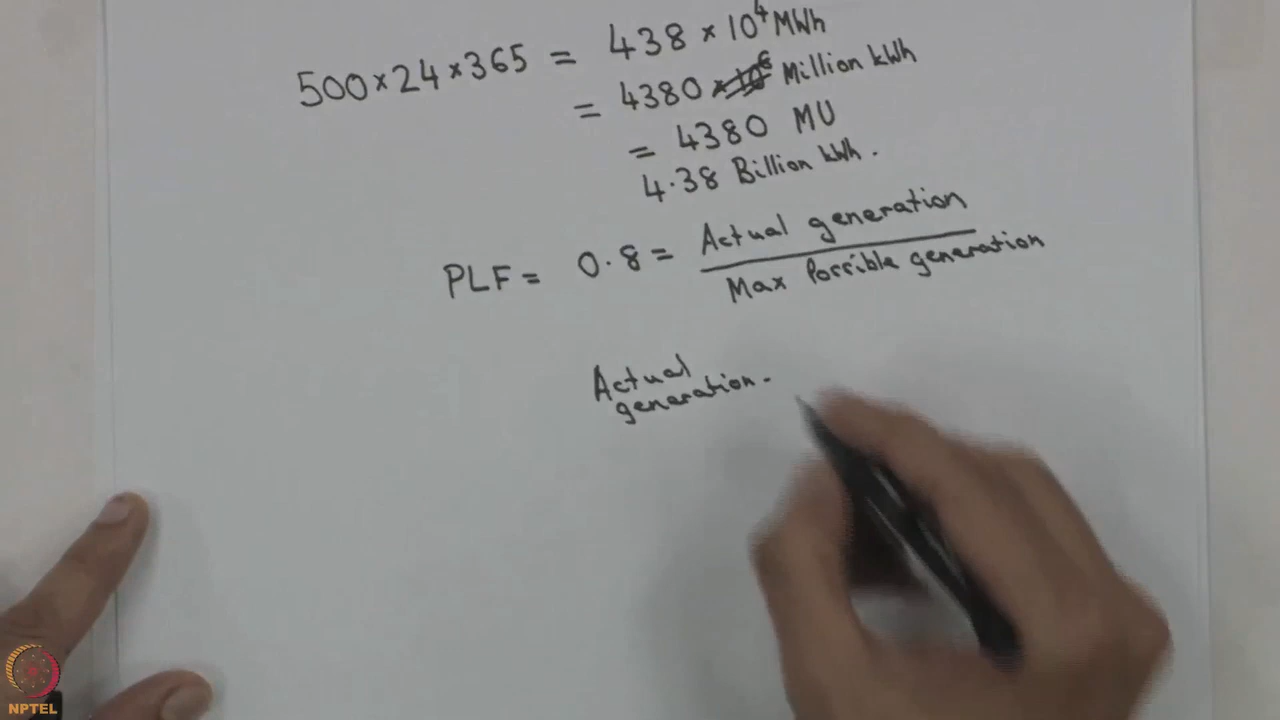 500×24×365 = 438 × 10⁴ MWh
= 4380 Million kWh
= 4380 MU
4.38 Billion kWh.
PLF = 0.8 = Actual generation
Max Possible generation
Actual
generation.
NPTEL